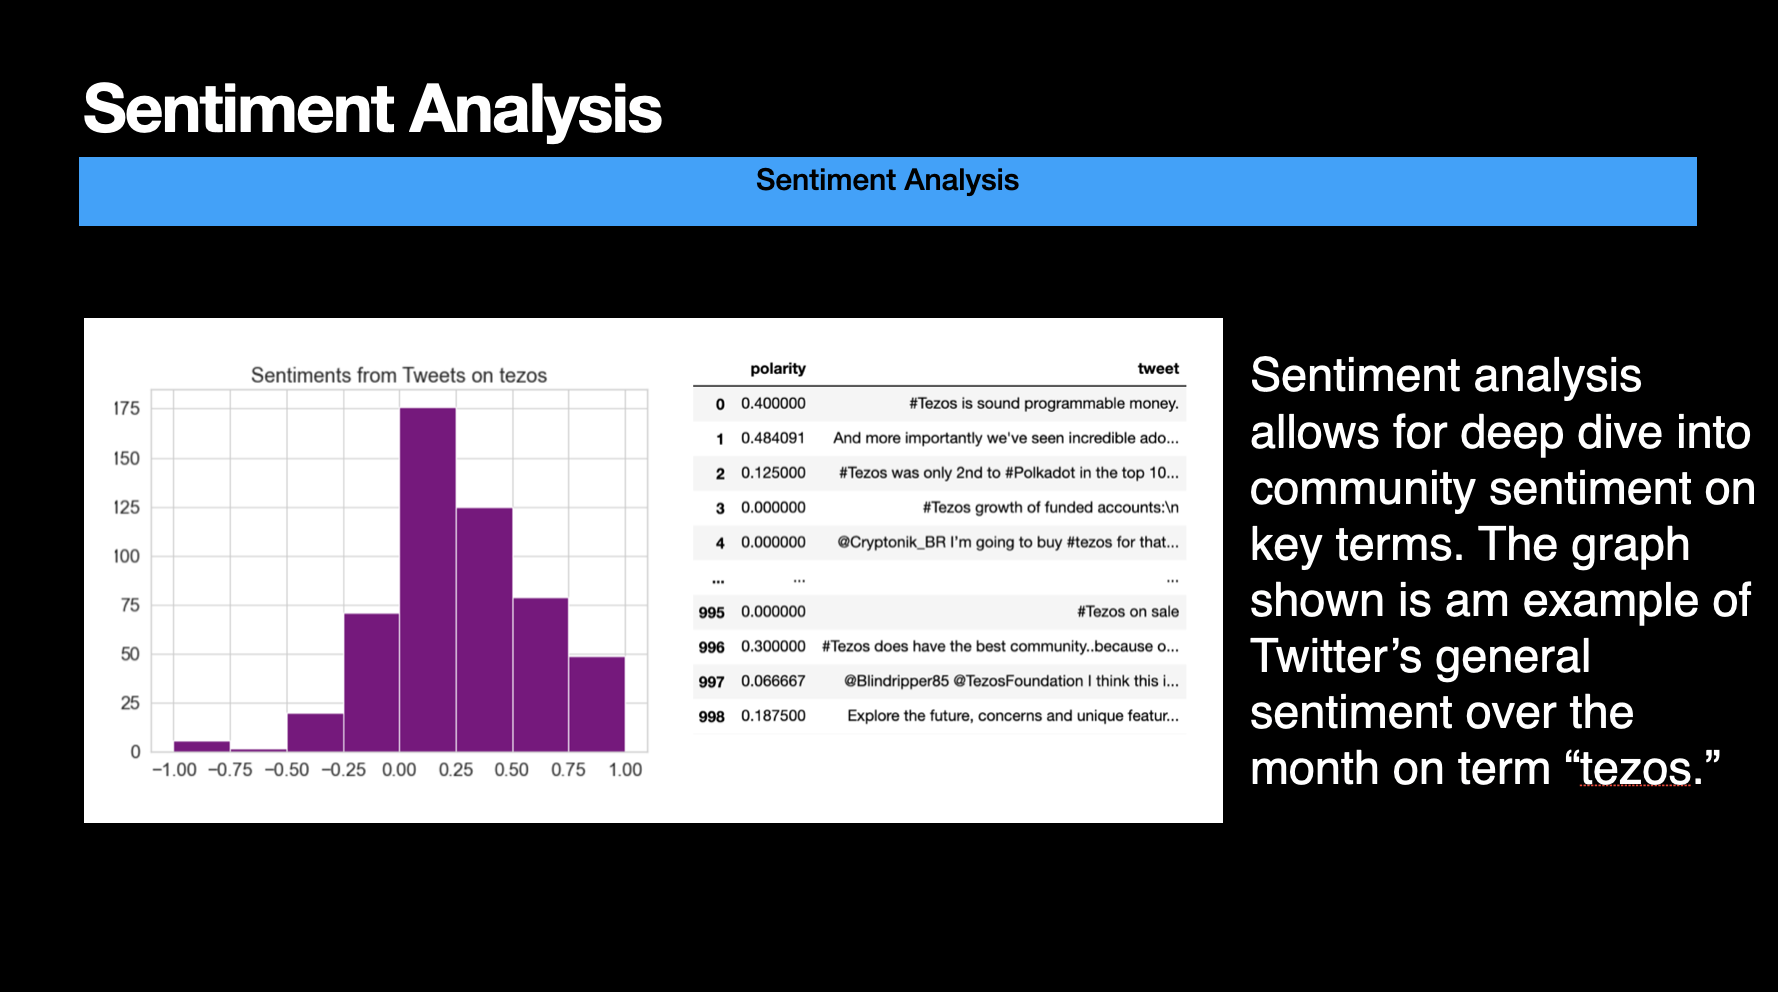 Sentiment Analysis
Sentiment Analysis
Sentiments from Tweets on tezos
175
150
125
100
75
50
25
0
−1.00 −0.75 −0.50 −0.25 0.00 0.25 0.50 0.75 1.00
polarity tweet
0 0.400000 #Tezos is sound programmable money.
1 0.484091 And more importantly we've seen incredible ado...
2 0.125000 #Tezos was only 2nd to #Polkadot in the top 10...
3 0.000000 #Tezos growth of funded accounts:\n
4 0.000000 @Cryptonik_BR I'm going to buy #tezos for that...
... ... ...
995 0.000000 #Tezos on sale
996 0.300000 #Tezos does have the best community..because o...
997 0.066667 @Blindripper85 @TezosFoundation I think this i...
998 0.187500 Explore the future, concerns and unique featur...
Sentiment analysis
allows for deep dive into
community sentiment on
key terms. The graph
shown is am example of
Twitter’s general
sentiment over the
month on term “tezos.”